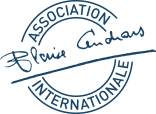 ASSOCIATION
Blaise Cendrars
INTERNATIONALE